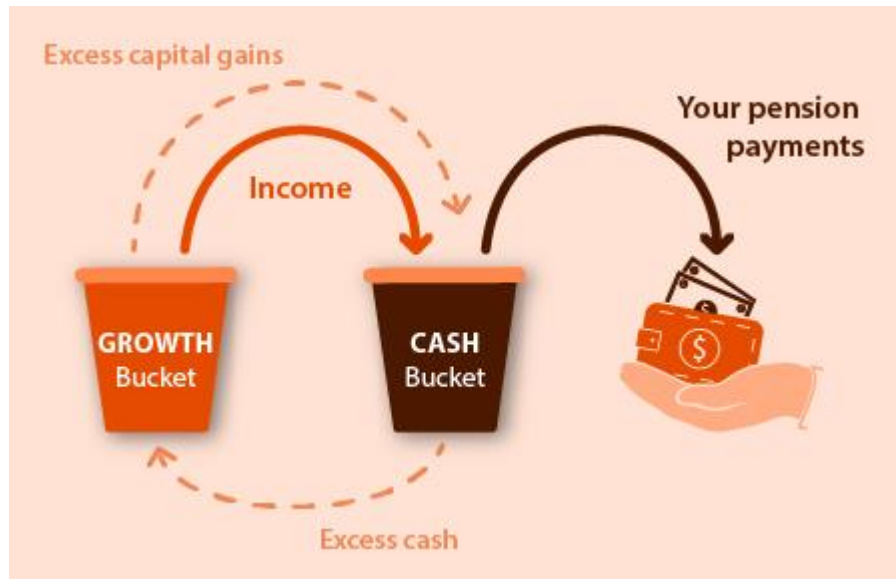 Excess capital gains
Your pension
payments
Income
GROWTH
Bucket
CASH
Bucket
$
Excess cash